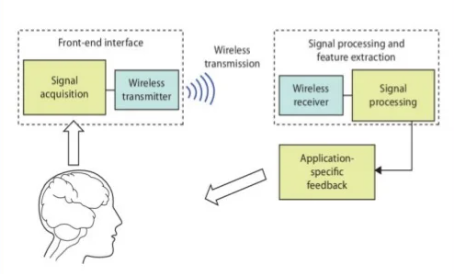 Front-end interface
Signal
acquisition
Wireless
transmitter
Wireless
transmission
Signal processing and
feature extraction
Wireless
receiver
Signal
processing
Application-
specific
feedback